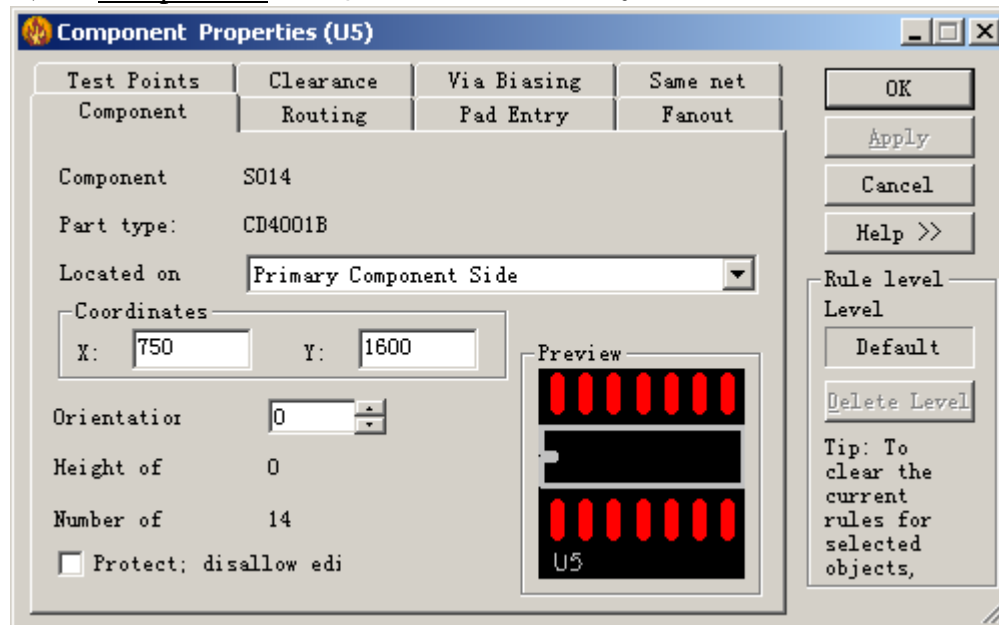 Component Properties (U5)
Test Points Clearance Via Biasing Same net
Component Routing Pad Entry Fanout
Component SO14
Part type: CD4001B
Located on Primary Component Side
Coordinates
X: 750 Y: 1600
Orientation 0
Height of 0
Number of 14
Protect; disallow edi
Preview
U5
OK
Apply
Cancel
Help >>
Rule level
Level
Default
Delete Level
Tip: To
clear the
current
rules for
selected
objects,